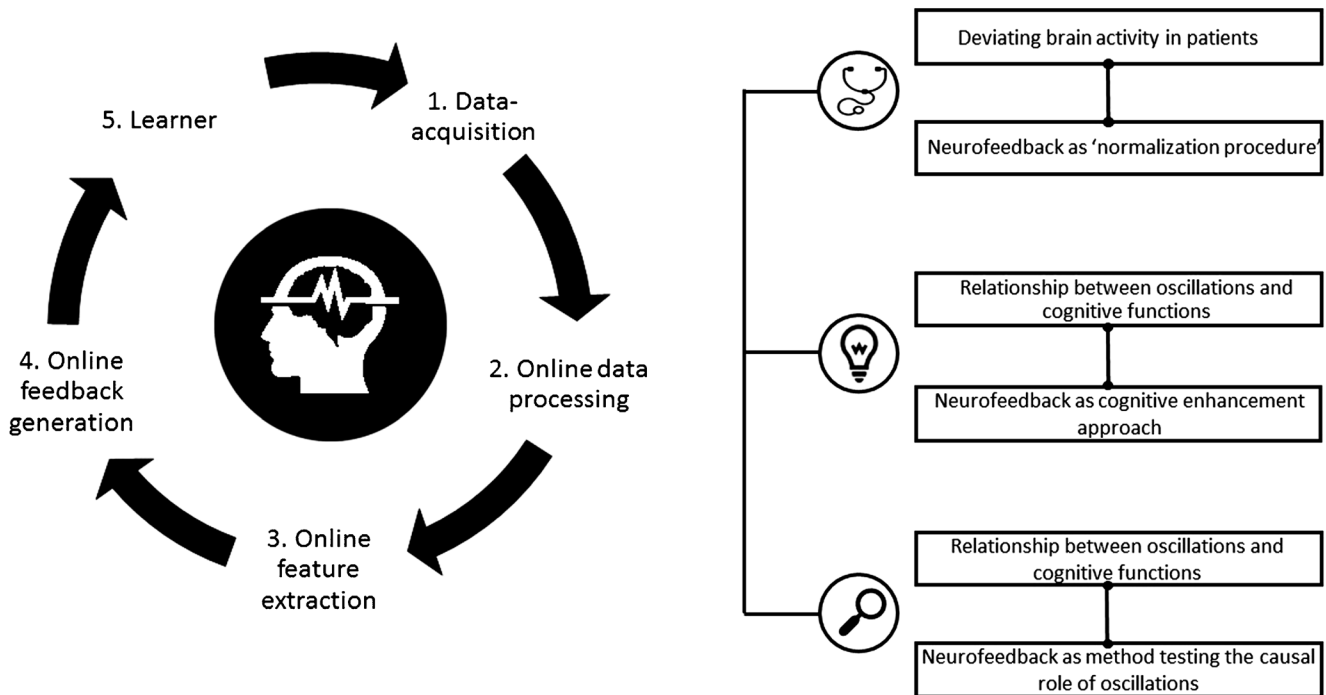 1. Data-
acquisition
2. Online data
processing
3. Online
feature
extraction
4. Online
feedback
generation
5. Learner
Deviating brain activity in patients
Neurofeedback as ‘normalization procedure’
Relationship between oscillations and
cognitive functions
Neurofeedback as cognitive enhancement
approach
Relationship between oscillations and
cognitive functions
Neurofeedback as method testing the causal
role of oscillations